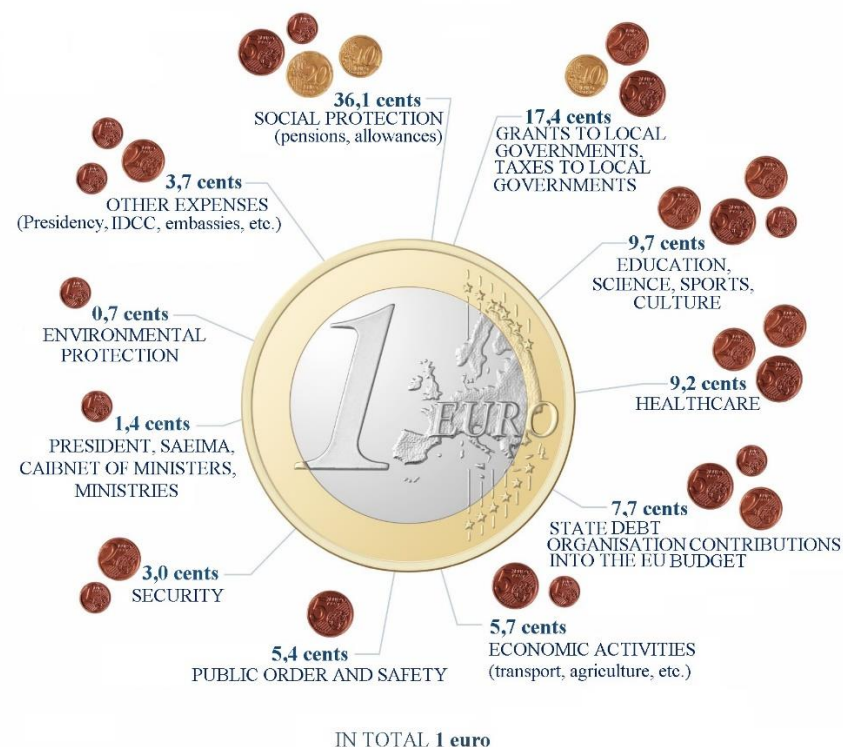 36,1 cents
SOCIAL PROTECTION
(pensions, allowances)
17,4 cents
GRANTS TO LOCAL
GOVERNMENTS,
TAXES TO LOCAL
GOVERNMENTS
3,7 cents
OTHER EXPENSES
(Presidency, IDCC, embassies, etc.)
9,7 cents
EDUCATION,
SCIENCE, SPORTS,
CULTURE
0,7 cents
ENVIRONMENTAL
PROTECTION
1 EURO
9,2 cents
HEALTHCARE
1,4 cents
PRESIDENT, SAEIMA,
CAIBNET OF MINISTERS,
MINISTRIES
7,7 cents
STATE DEBT
ORGANISATION CONTRIBUTIONS
INTO THE EU BUDGET
3,0 cents
SECURITY
5,7 cents
ECONOMIC ACTIVITIES
(transport, agriculture, etc.)
5,4 cents
PUBLIC ORDER AND SAFETY
IN TOTAL 1 euro